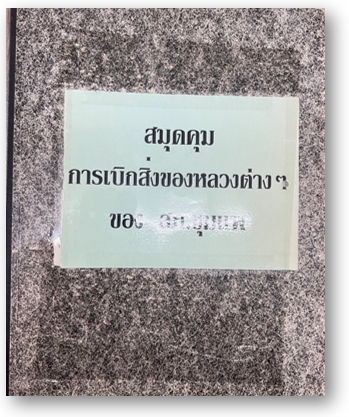 สมุดคุม
การเบิกสิ่งของหลวงต่าง ๆ
ของ